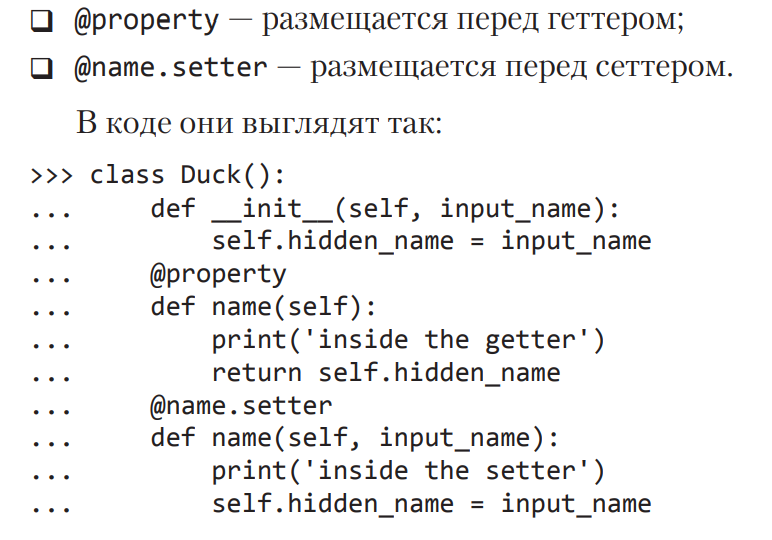 ❑ @property — размещается перед геттером;
❑ @name.setter — размещается перед сеттером.
В коде они выглядят так:
>>> class Duck():
...     def __init__(self, input_name):
...         self.hidden_name = input_name
...     @property
...     def name(self):
...         print('inside the getter')
...         return self.hidden_name
...     @name.setter
...     def name(self, input_name):
...         print('inside the setter')
...         self.hidden_name = input_name